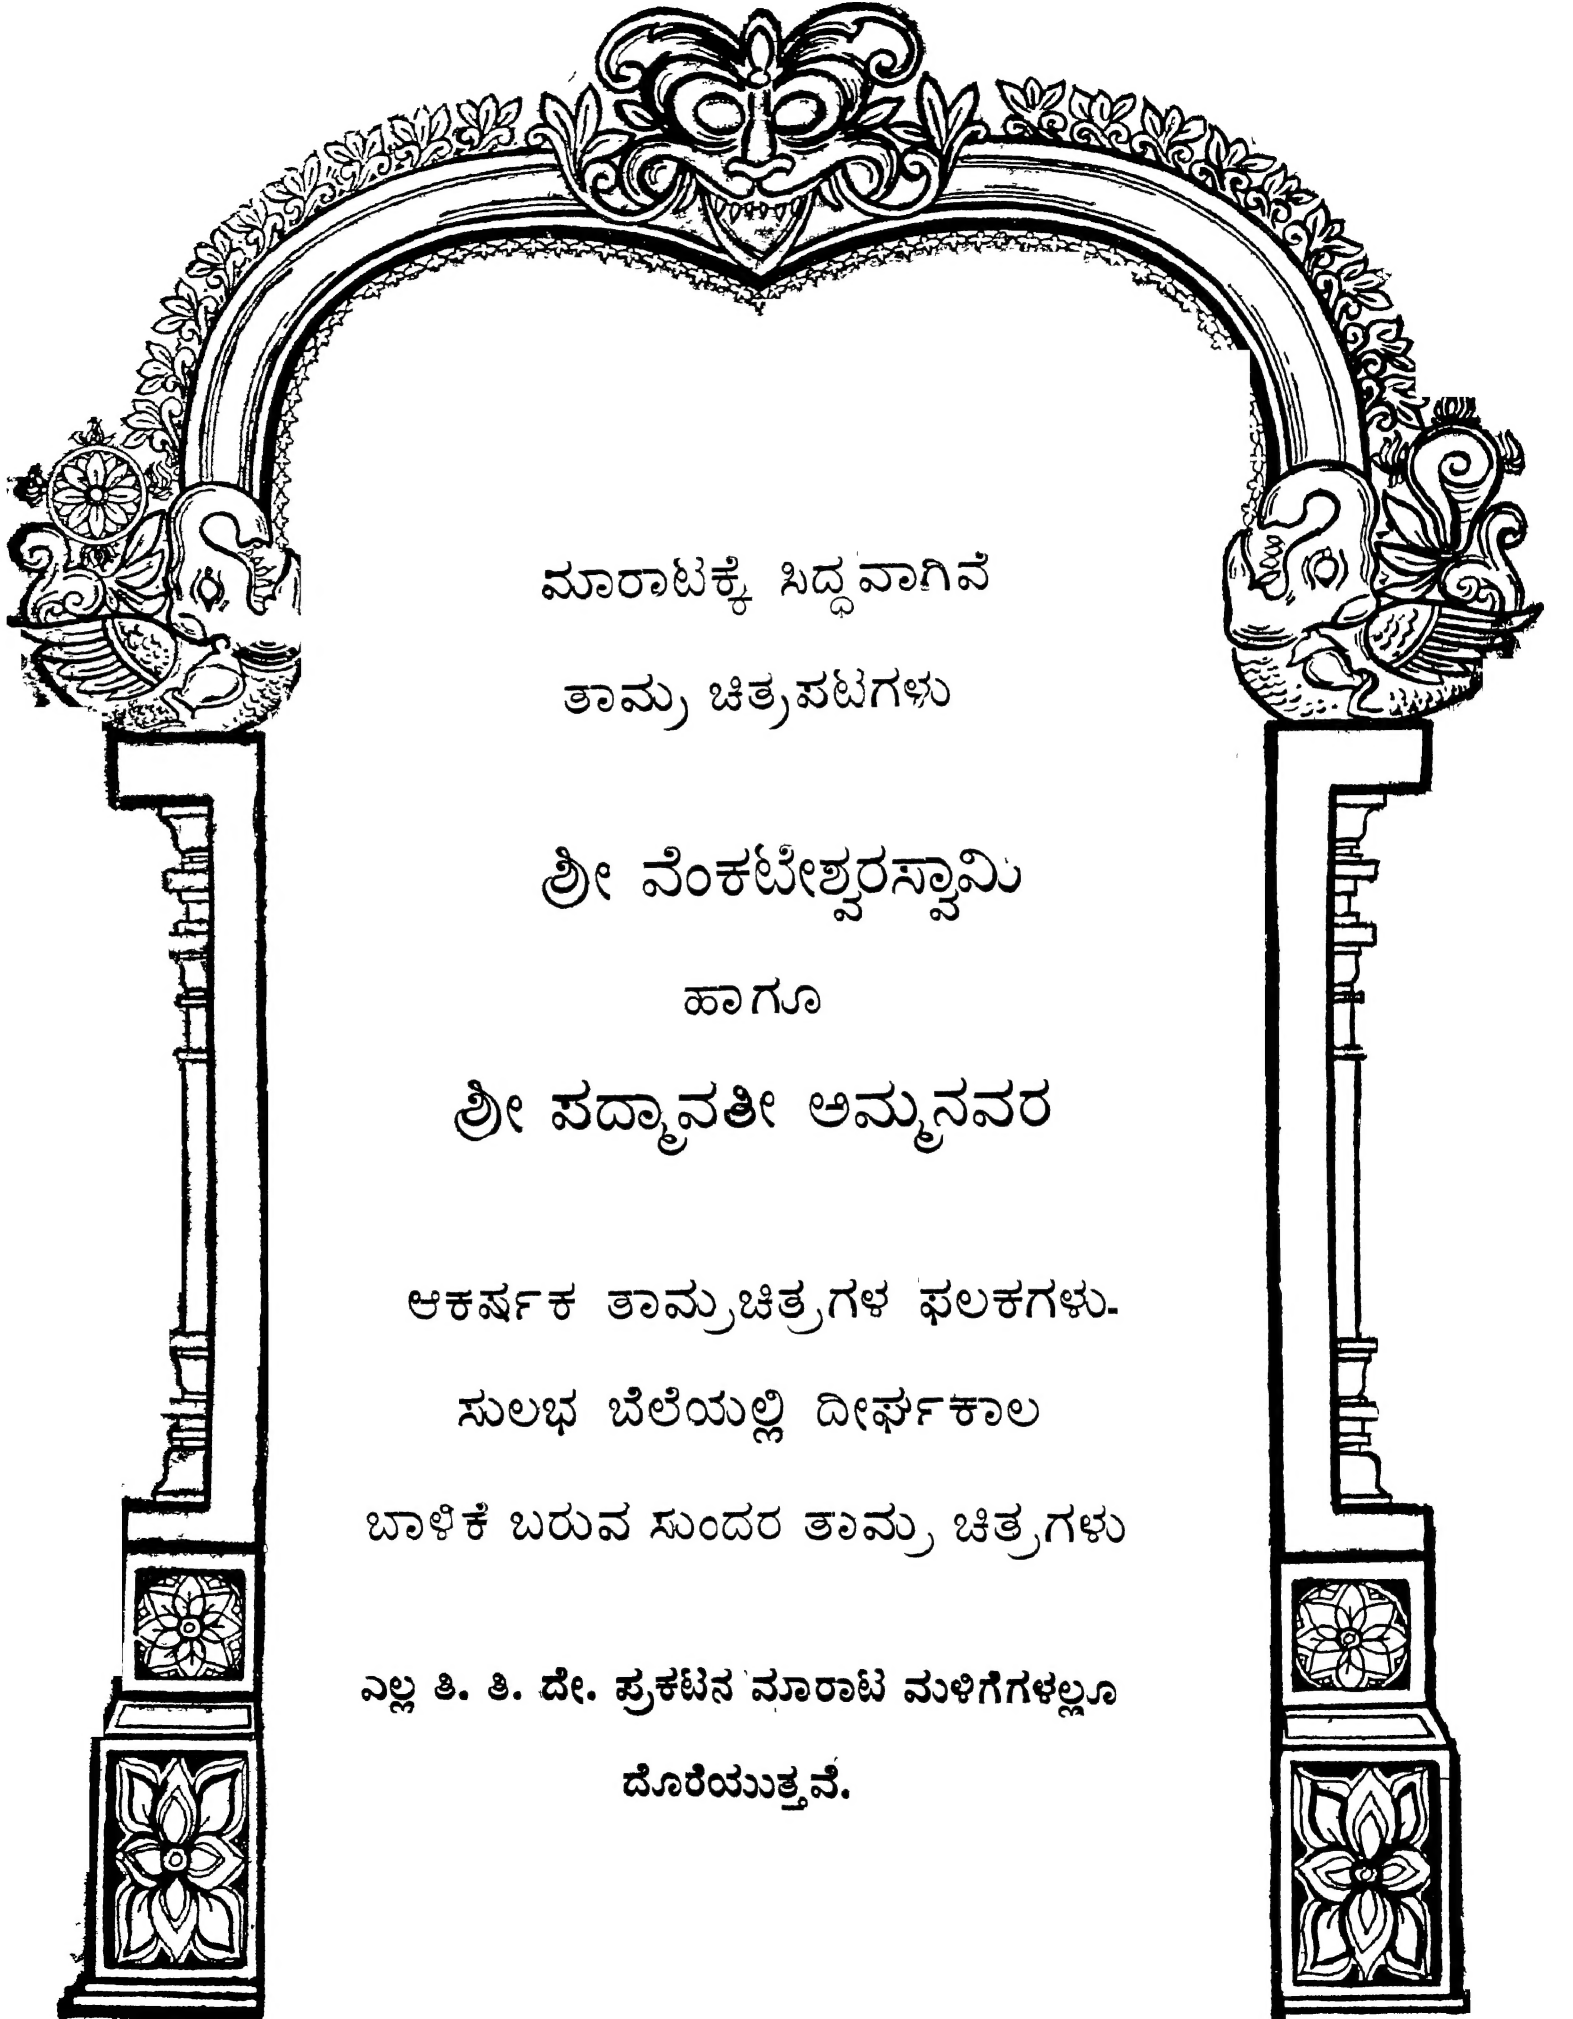 ಮಾರಾಟಕ್ಕೆ ಸಿದ್ಧವಾಗಿವೆ
ತಾಮ್ರ ಚಿತ್ರಪಟಗಳು
ಶ್ರೀ ವೆಂಕಟೇಶ್ವರಸ್ವಾಮಿ
ಹಾಗೂ
ಶ್ರೀ ಪದ್ಮಾವತೀ ಅಮ್ಮನವರ
ಆಕರ್ಷಕ ತಾಮ್ರಚಿತ್ರಗಳ ಫಲಕಗಳು-
ಸುಲಭ ಬೆಲೆಯಲ್ಲಿ ದೀರ್ಘಕಾಲ
ಬಾಳಿಕೆ ಬರುವ ಸುಂದರ ತಾಮ್ರ ಚಿತ್ರಗಳು
ಎಲ್ಲ ತಿ. ತಿ. ದೇ. ಪ್ರಕಟನ ಮಾರಾಟ ಮಳಿಗೆಗಳಲ್ಲೂ
ದೊರೆಯುತ್ತವೆ.